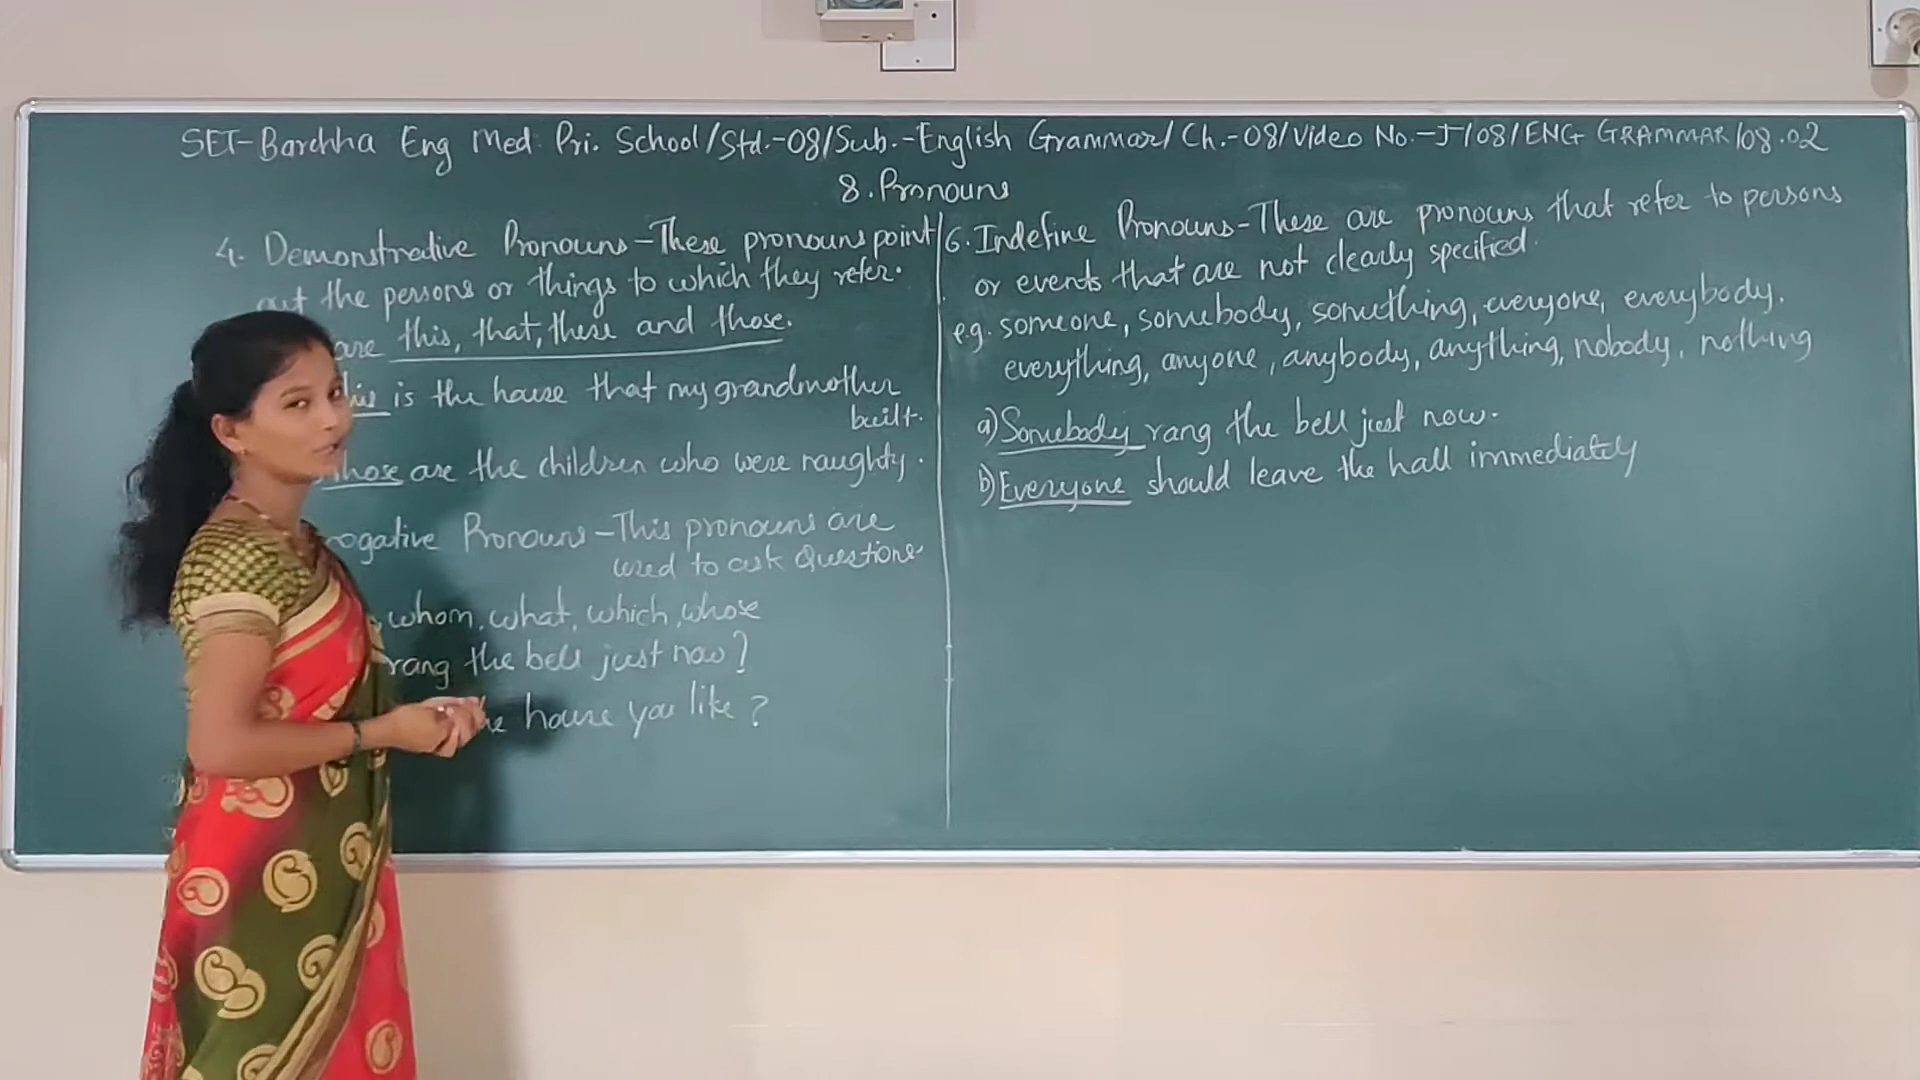 SET-Barchha Eng Med. Pri. School/Std.-08/Sub.-English Grammar/Ch.-08/Video No.-J/08/ENG GRAMMAR/08.02
8. Pronouns
4. Demonstrative Pronouns-These pronouns point
out the persons or things to which they refer.
are this, that, these and those.
is the house that my grandmother
built.
are the children who were naughty.
Pronouns-This pronouns are
used to ask Questions
whom, what, which, whose
rang the bell just now?
house you like?
6. Indefine Pronouns-These are pronouns that refer to persons
or events that are not clearly specified.
e.g. someone, somebody, something, everyone, everybody,
everything, anyone, anybody, anything, nobody, nothing
a) Somebody rang the bell just now.
b) Everyone should leave the hall immediately